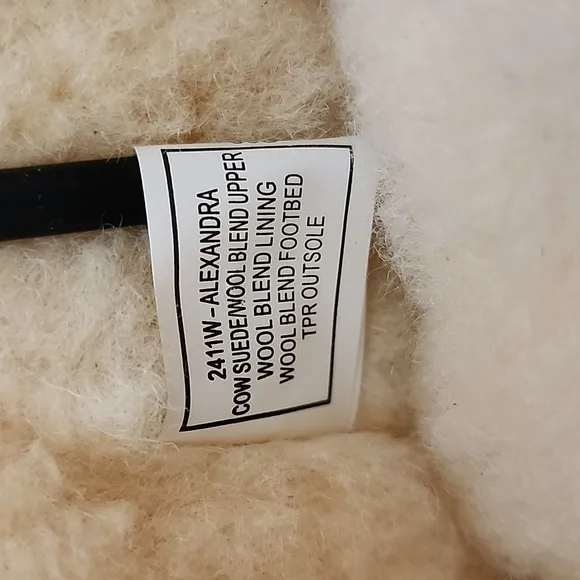 2411W-ALEXANDRA
COW SUEDE/WOOL BLEND UPPER
WOOL BLEND LINING
WOOL BLEND FOOTBED
TPR OUTSOLE